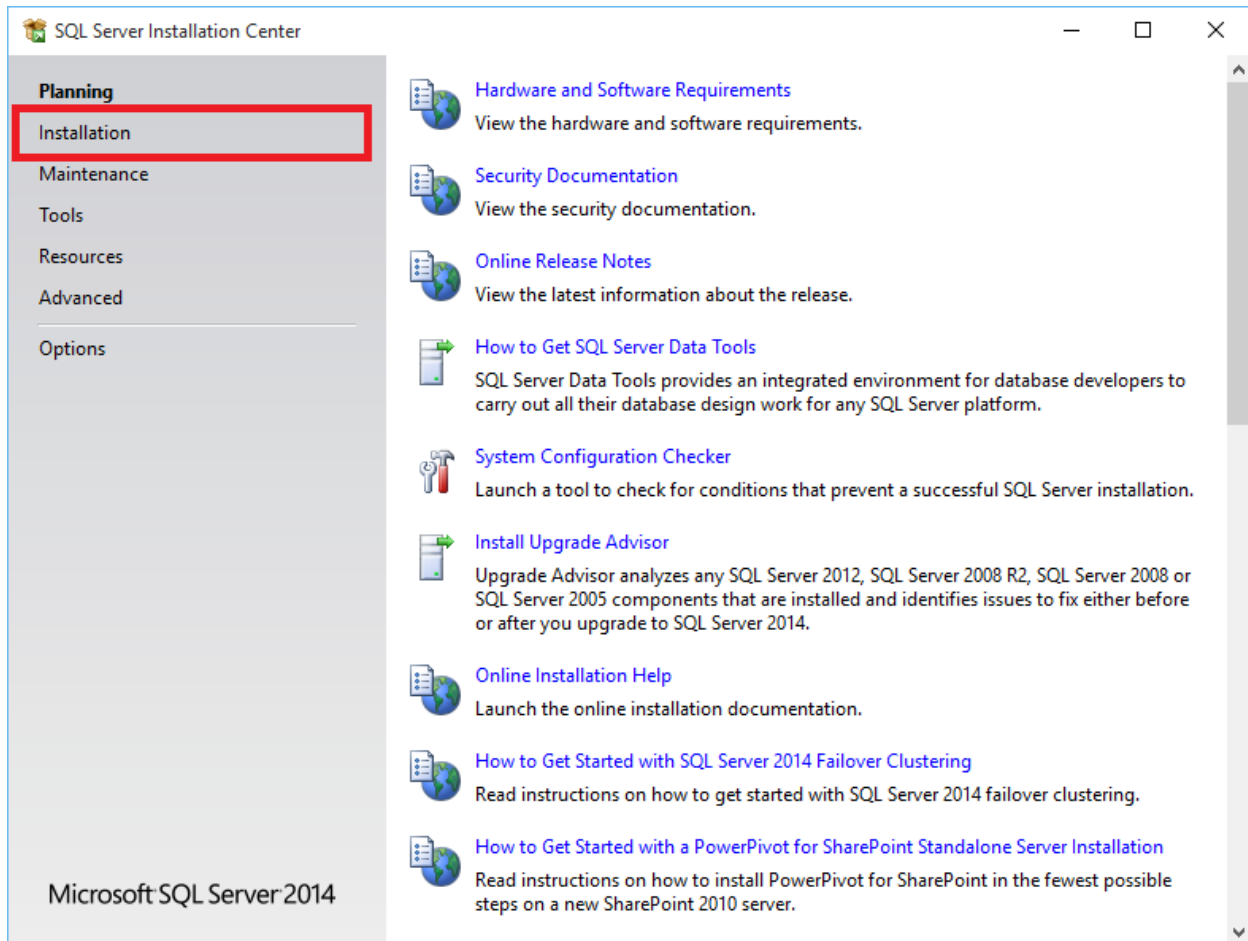 SQL Server Installation Center
Planning
Installation
Maintenance
Tools
Resources
Advanced
Options
Microsoft SQL Server 2014
Hardware and Software Requirements
View the hardware and software requirements.
Security Documentation
View the security documentation.
Online Release Notes
View the latest information about the release.
How to Get SQL Server Data Tools
SQL Server Data Tools provides an integrated environment for database developers to
carry out all their database design work for any SQL Server platform.
System Configuration Checker
Launch a tool to check for conditions that prevent a successful SQL Server installation.
Install Upgrade Advisor
Upgrade Advisor analyzes any SQL Server 2012, SQL Server 2008 R2, SQL Server 2008 or
SQL Server 2005 components that are installed and identifies issues to fix either before
or after you upgrade to SQL Server 2014.
Online Installation Help
Launch the online installation documentation.
How to Get Started with SQL Server 2014 Failover Clustering
Read instructions on how to get started with SQL Server 2014 failover clustering.
How to Get Started with a PowerPivot for SharePoint Standalone Server Installation
Read instructions on how to install PowerPivot for SharePoint in the fewest possible
steps on a new SharePoint 2010 server.